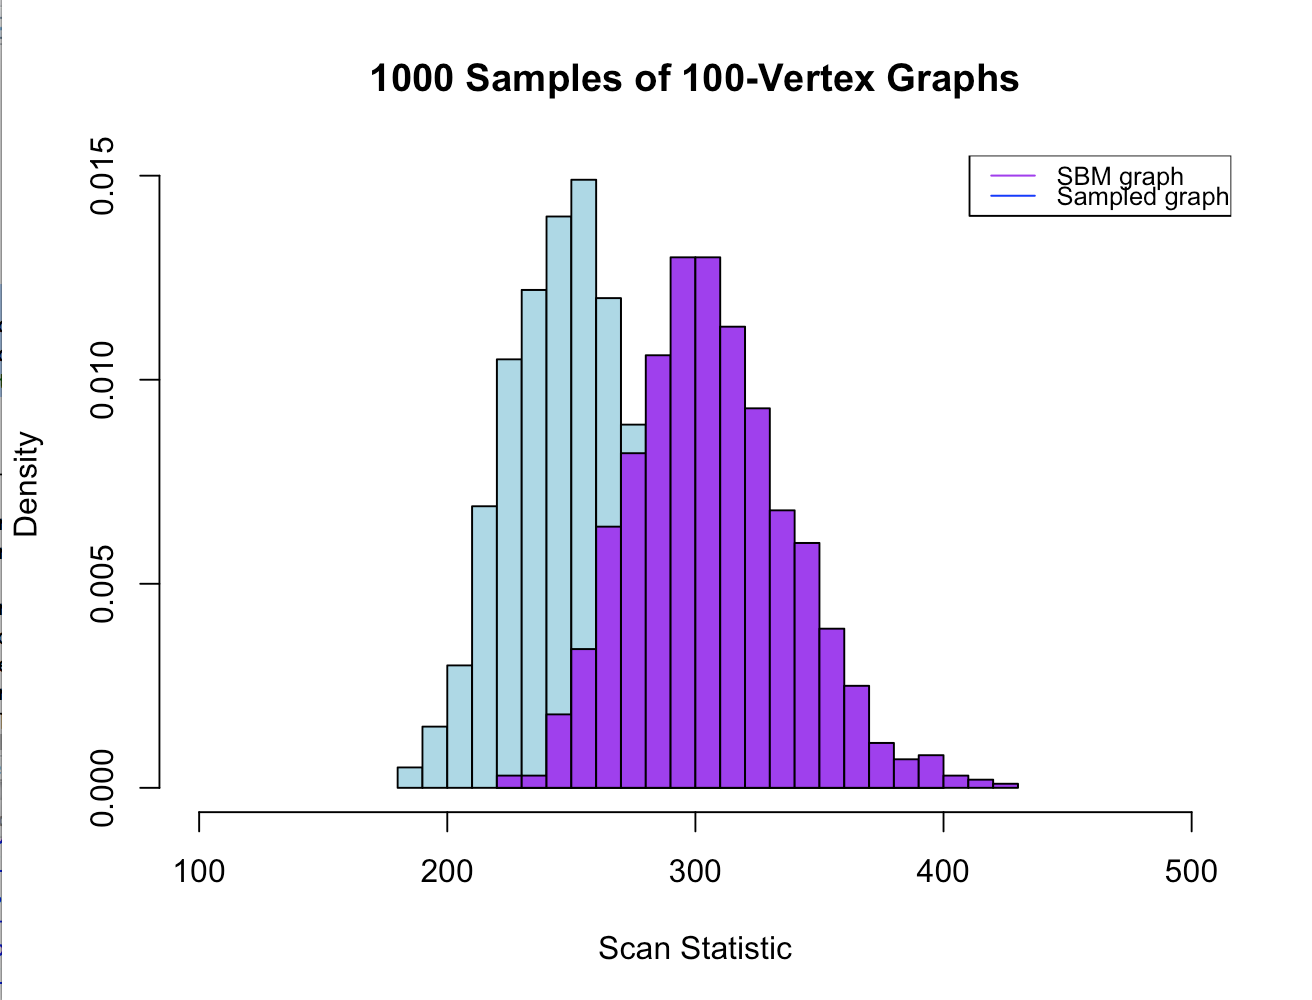 1000 Samples of 100-Vertex Graphs
SBM graph
Sampled graph
0.015
0.010
0.005
0.000
Density
100 200 300 400 500
Scan Statistic